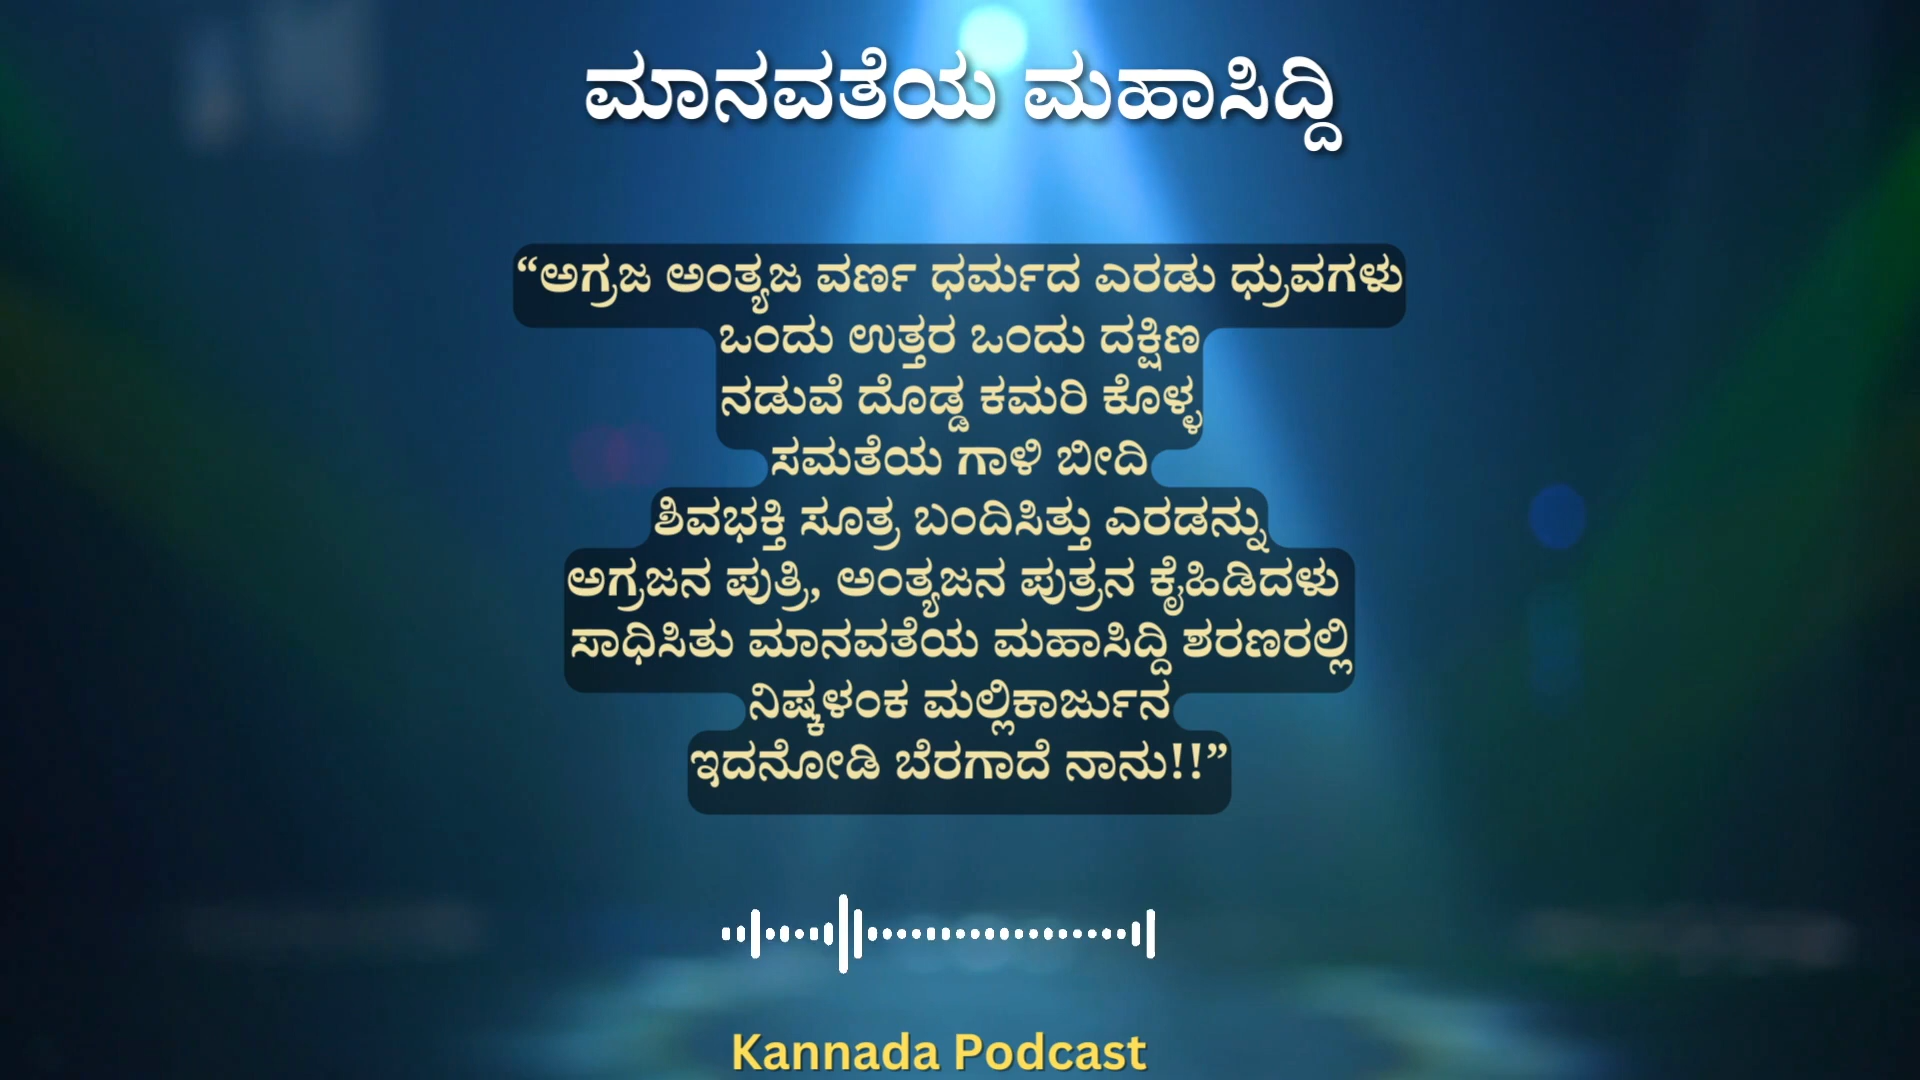 ಮಾನವತೆಯ ಮಹಾಸಿದ್ದಿ
“ಅಗ್ರಜ ಅಂತ್ಯಜ ವರ್ಣ ಧರ್ಮದ ಎರಡು ಧ್ರುವಗಳು
ಒಂದು ಉತ್ತರ ಒಂದು ದಕ್ಷಿಣ
ನಡುವೆ ದೊಡ್ಡ ಕಮರಿ ಕೊಳ್ಳ
ಸಮತೆಯ ಗಾಳಿ ಬೀದಿ
ಶಿವಭಕ್ತಿ ಸೂತ್ರ ಬಂದಿಸಿತ್ತು ಎರಡನ್ನು
ಅಗ್ರಜನ ಪುತ್ರಿ, ಅಂತ್ಯಜನ ಪುತ್ರನ ಕೈಹಿಡಿದಳು
ಸಾಧಿಸಿತು ಮಾನವತೆಯ ಮಹಾಸಿದ್ದಿ ಶರಣರಲ್ಲಿ
ನಿಷ್ಕಳಂಕ ಮಲ್ಲಿಕಾರ್ಜುನ
ಇದನೋಡಿ ಬೆರಗಾದೆ ನಾನು!!”
Kannada Podcast